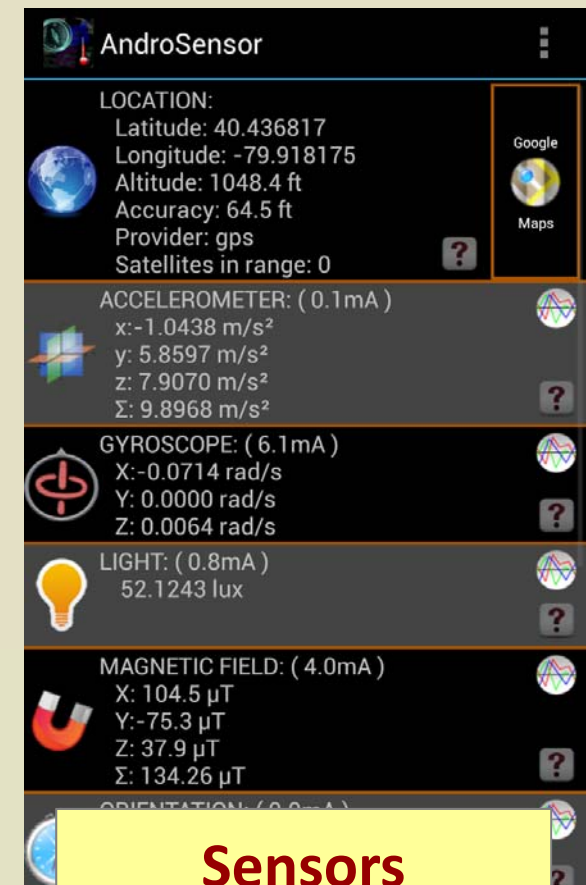 AndroSensor
LOCATION:
Latitude: 40.436817
Longitude: -79.918175
Altitude: 1048.4 ft
Accuracy: 64.5 ft
Provider: gps
Satellites in range: 0
Google
Maps
?
ACCELEROMETER: ( 0.1mA )
x:-1.0438 m/s²
y: 5.8597 m/s²
z: 7.9070 m/s²
Σ: 9.8968 m/s²
?
GYROSCOPE: ( 6.1mA )
X:-0.0714 rad/s
Y: 0.0000 rad/s
Z: 0.0064 rad/s
?
LIGHT: ( 0.8mA )
52.1243 lux
?
MAGNETIC FIELD: ( 4.0mA )
X: 104.5 µT
Y:-75.3 µT
Z: 37.9 µT
Σ: 134.26 µT
?
ORIENTATION:
?
Sensors